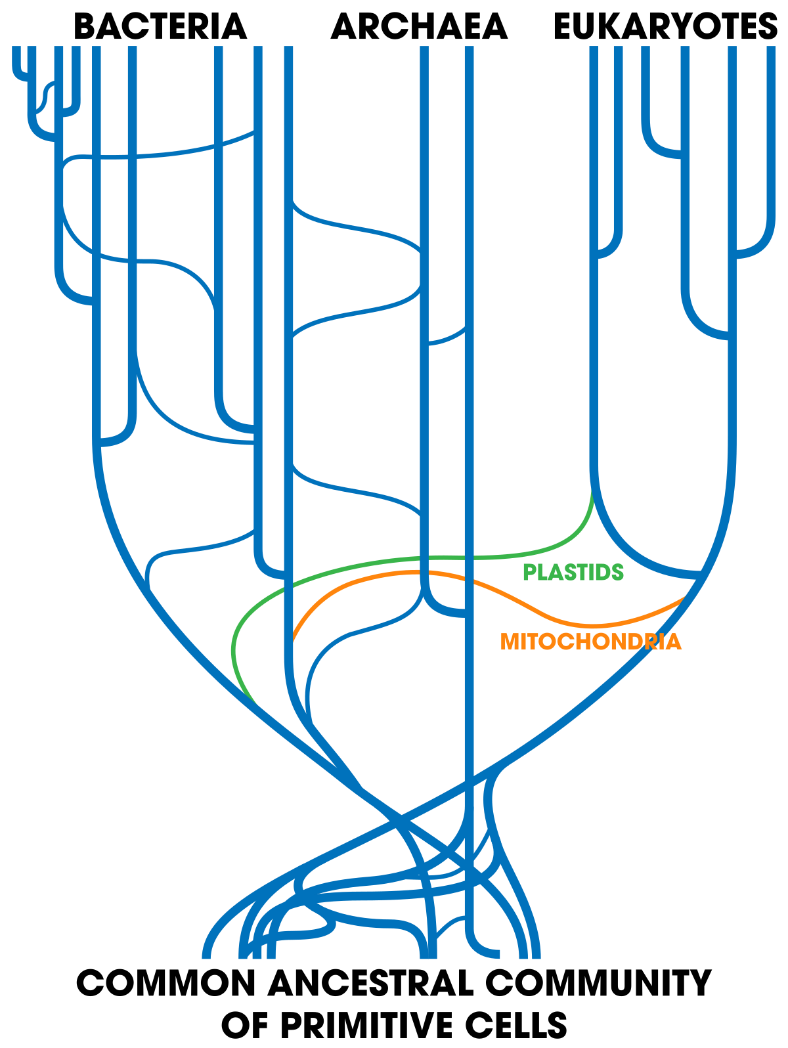 BACTERIA
ARCHAEA
EUKARYOTES
PLASTIDS
MITOCHONDRIA
COMMON ANCESTRAL COMMUNITY
OF PRIMITIVE CELLS